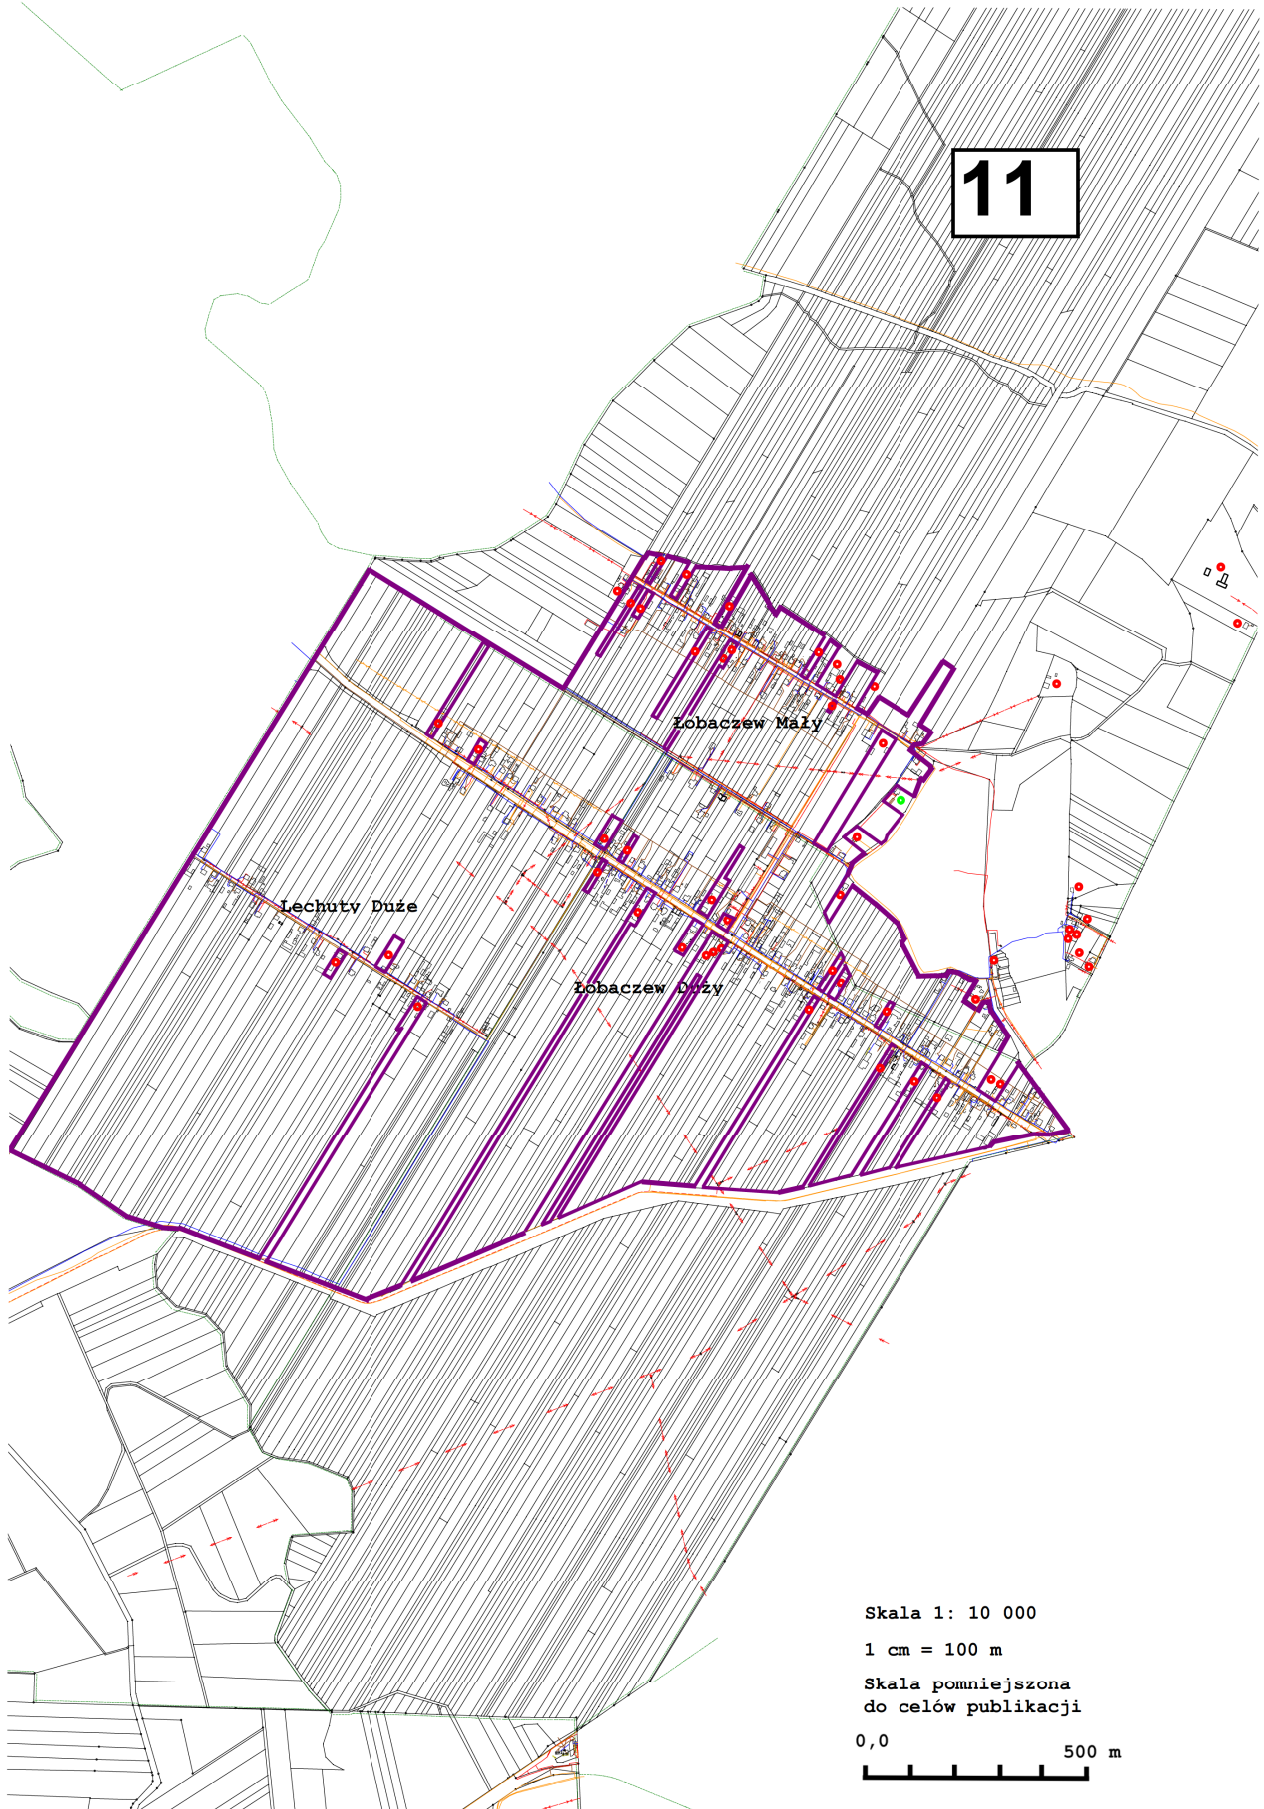 11
Łobaczew Mały
Lechuty Duże
Łobaczew Duży
Skala 1: 10 000
1 cm = 100 m
Skala pomniejszona
do celów publikacji
0,0 500 m